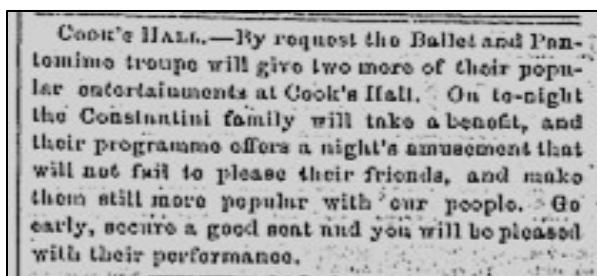 COOK'S HALL.—By request the Ballet and Pan-
tomime troupe will give two more of their popu-
lar entertainments at Cook's Hall. On to-night
the Constantini family will take a benefit, and
their programme offers a night's amusement that
will not fail to please their friends, and make
them still more popular with our people. Go
early, secure a good seat and you will be pleased
with their performance.